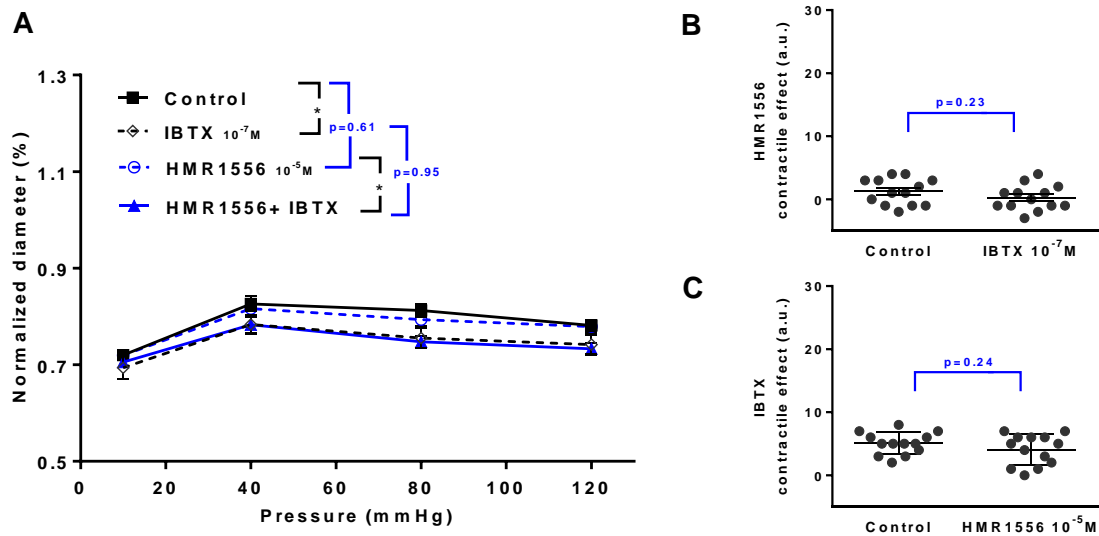 A
Normalized diameter (%)
1.3
1.1
0.9
0.7
0.5
0
20
40
60
80
100
120
Pressure (mmHg)
Control
IBTX 10-7M
HMR1556 10-5M
HMR1556+ IBTX
*
p=0.61
*
p=0.95
B
HMR1556
contractile effect (a.u.)
30
20
10
0
p=0.23
Control
IBTX 10-7M
C
IBTX
contractile effect (a.u.)
30
20
10
0
p=0.24
Control
HMR1556 10-5M